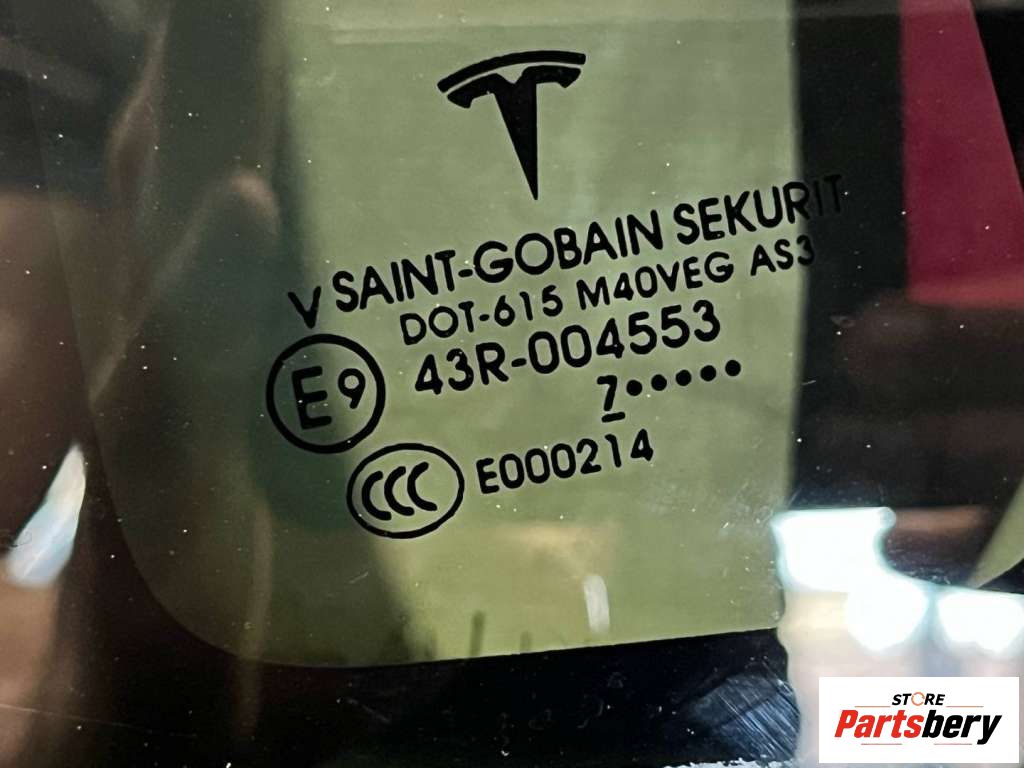 V SAINT-GOBAIN SEKURIT
DOT-615 M40VEG AS3
E9 43R-004553
7•••••
CCC E000214
STORE
Partsbery